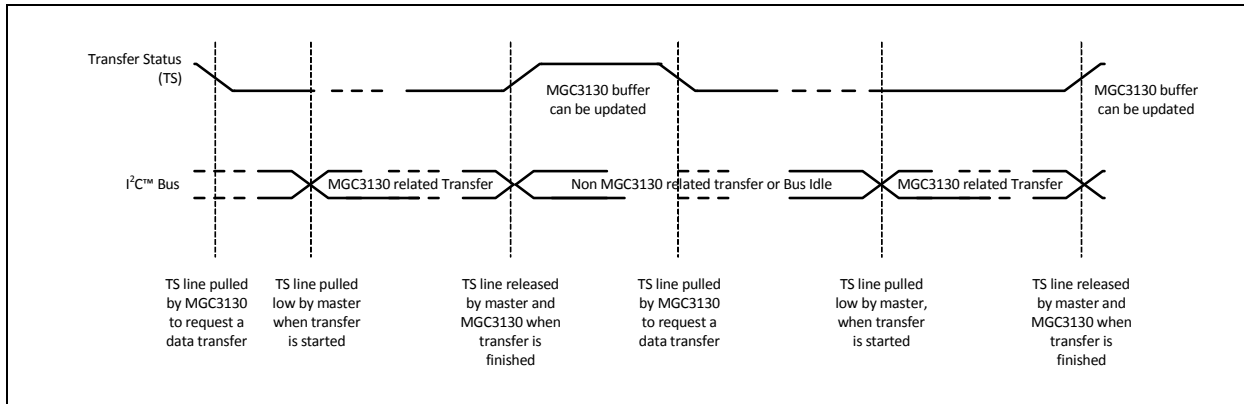 Transfer Status
(TS)
MGC3130 buffer
can be updated
MGC3130 buffer
can be updated
I²C™ Bus
MGC3130 related Transfer
Non MGC3130 related transfer or Bus Idle
MGC3130 related Transfer
TS line pulled
by MGC3130
to request a
data transfer
TS line pulled
low by master
when transfer
is started
TS line released
by master and
MGC3130 when
transfer is
finished
TS line pulled
by MGC3130
to request a
data transfer
TS line pulled
low by master,
when transfer
is started
TS line released
by master and
MGC3130 when
transfer is
finished